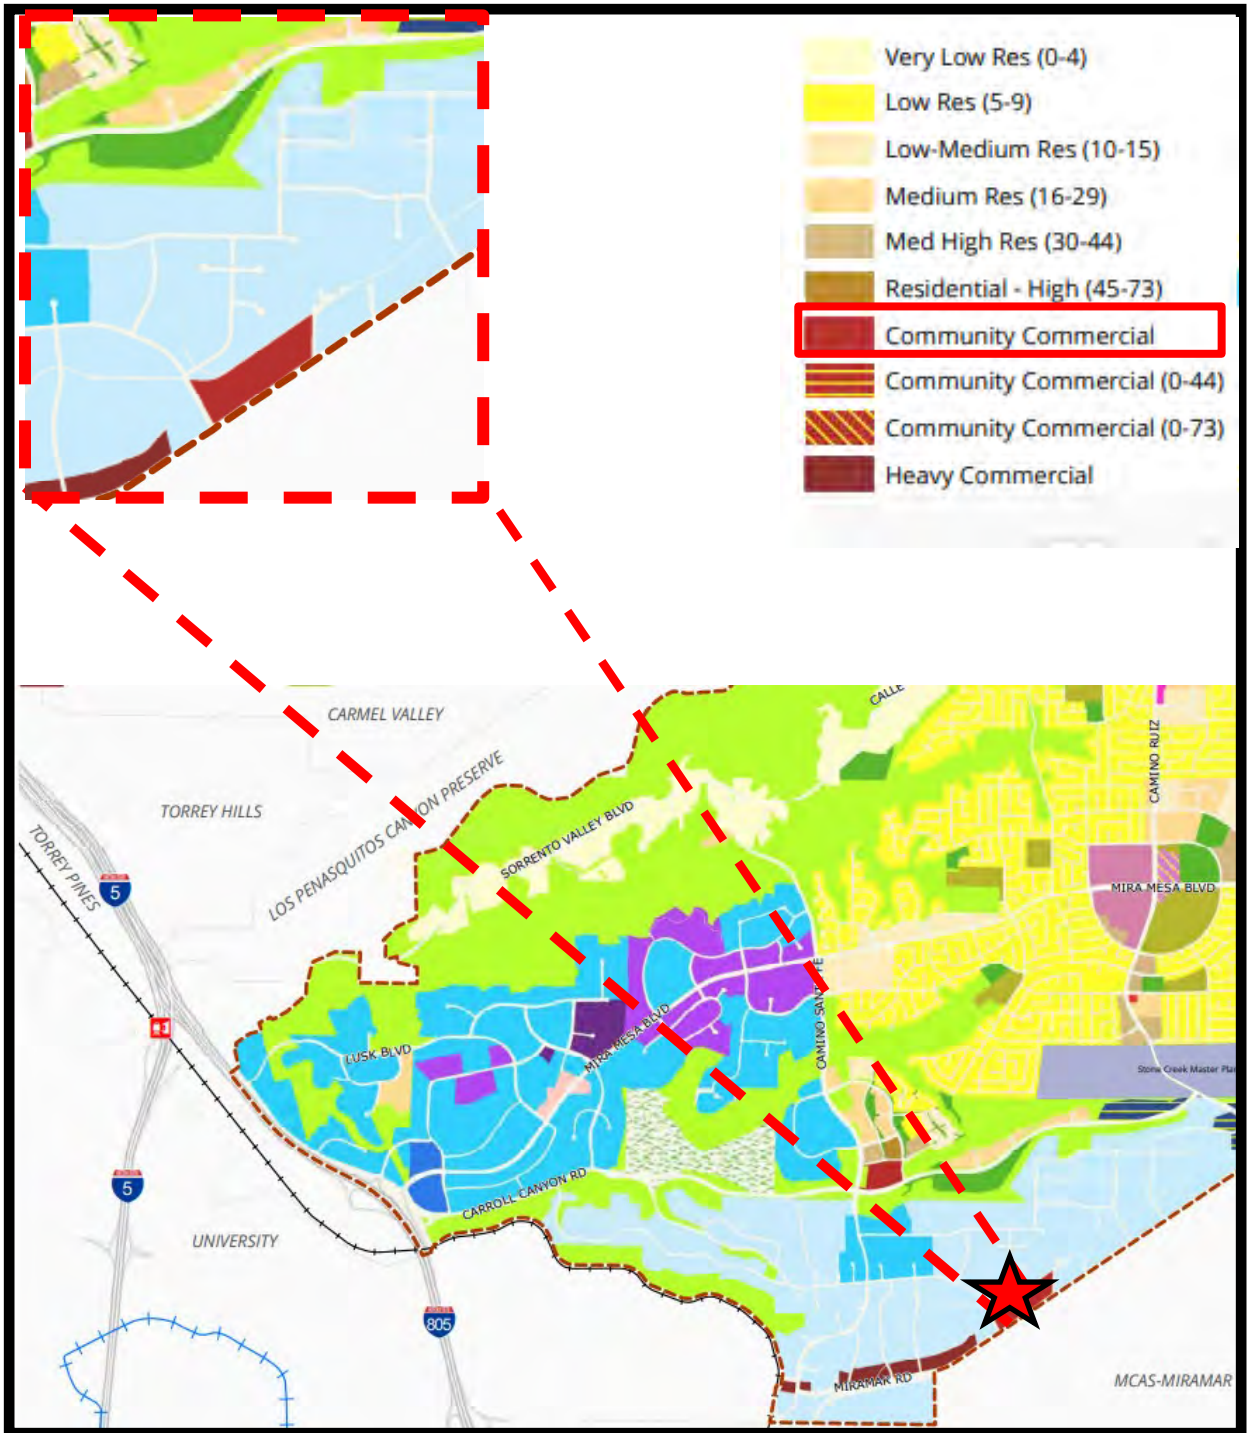 Very Low Res (0-4)
Low Res (5-9)
Low-Medium Res (10-15)
Medium Res (16-29)
Med High Res (30-44)
Residential - High (45-73)
Community Commercial
Community Commercial (0-44)
Community Commercial (0-73)
Heavy Commercial
CARMEL VALLEY
CALLE
CAMINO RUIZ
TORREY HILLS
LOS PENASQUITOS CANYON PRESERVE
SORRENTO VALLEY BLVD
TORREY PINES
5
MIRA MESA BLVD
CAMINO SANTA FE
LUSK BLVD
MIRA MESA BLVD
Stone Creek Master Plan
5
CARROLL CANYON RD
UNIVERSITY
805
MIRAMAR RD
MCAS-MIRAMAR